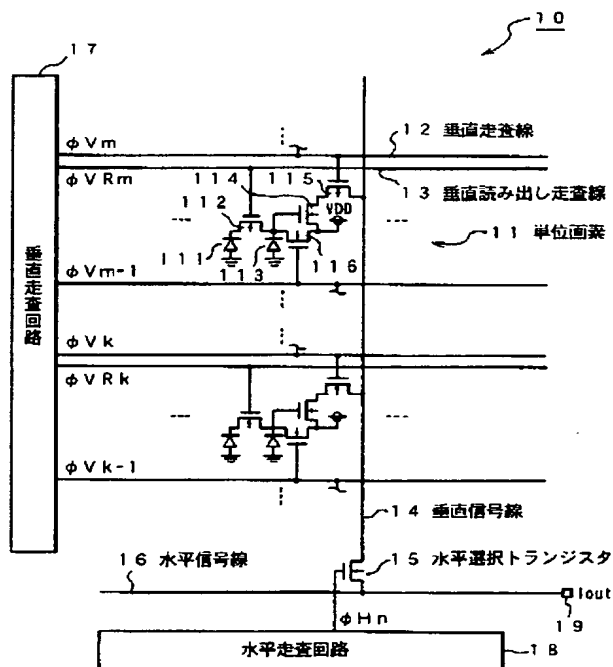 １０
１７
φＶm
１２ 垂直走査線
φＶＲm
１１４
１１５
１３ 垂直読み出し走査線
１１２
VDD
１１ 単位画素
１１１
１１３
１１６
φＶm-1
垂直走査回路
φＶk
φＶＲk
φＶk-1
１４ 垂直信号線
１６ 水平信号線
１５ 水平選択トランジスタ
Iout
φＨn
１９
水平走査回路
１８